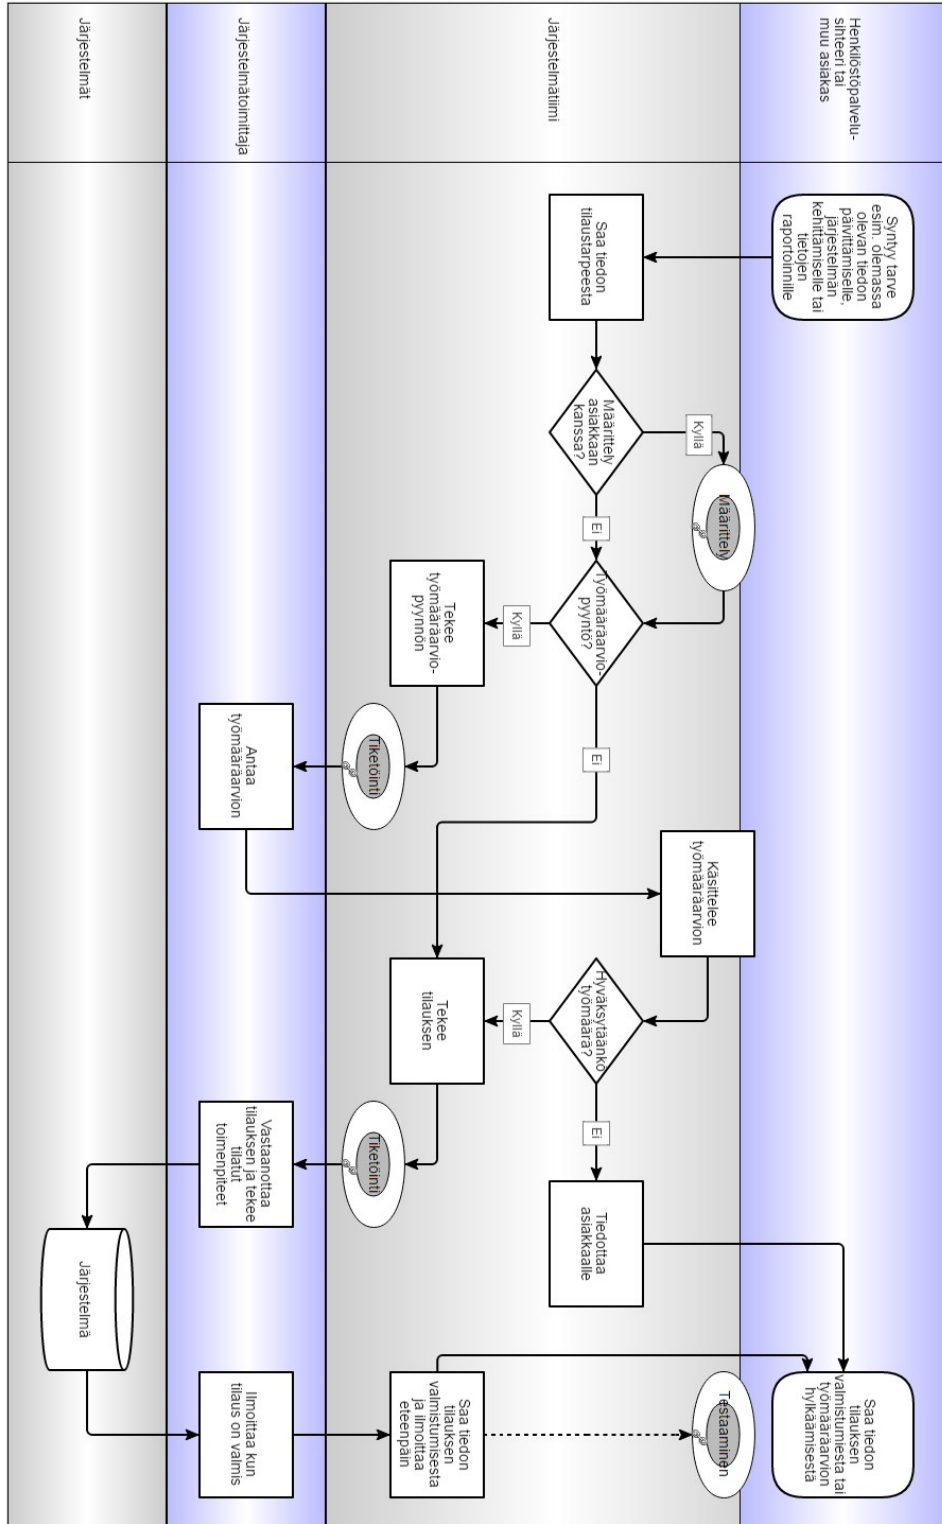 Henkilöstöpalvelu-
sihteeri tai
muu asiakas
Järjestelmätiimi
Järjestelmätoimittaja
Järjestelmät
Syntyy tarve
esim. olemassa
olevan tiedon
päivittämiselle,
järjestelmän
kehittämiselle tai
tietojen
raportoinnille
Saa tiedon
tilaustarpeesta
Määrittely
asiakkaan
kanssa?
Kyllä
Määrittely
Ei
Työmääräarvio-
pyyntö?
Kyllä
Tekee
työmääräarvio-
pyynnön
Ei
Tiketöinti
Antaa
työmääräarvion
Käsittelee
työmääräarvion
Hyväksytäänkö
työmäärä?
Kyllä
Tekee
tilauksen
Ei
Tiketöinti
Vastaanottaa
tilauksen ja tekee
tilatut
toimenpiteet
Tiedottaa
asiakkaalle
Järjestelmä
Ilmoittaa kun
tilaus on valmis
Saa tiedon
tilauksen
valmistumisesta
ja ilmoittaa
eteenpäin
Testaaminen
Saa tiedon
tilauksen
valmistumiesta tai
työmääräarvion
hylkäämisestä